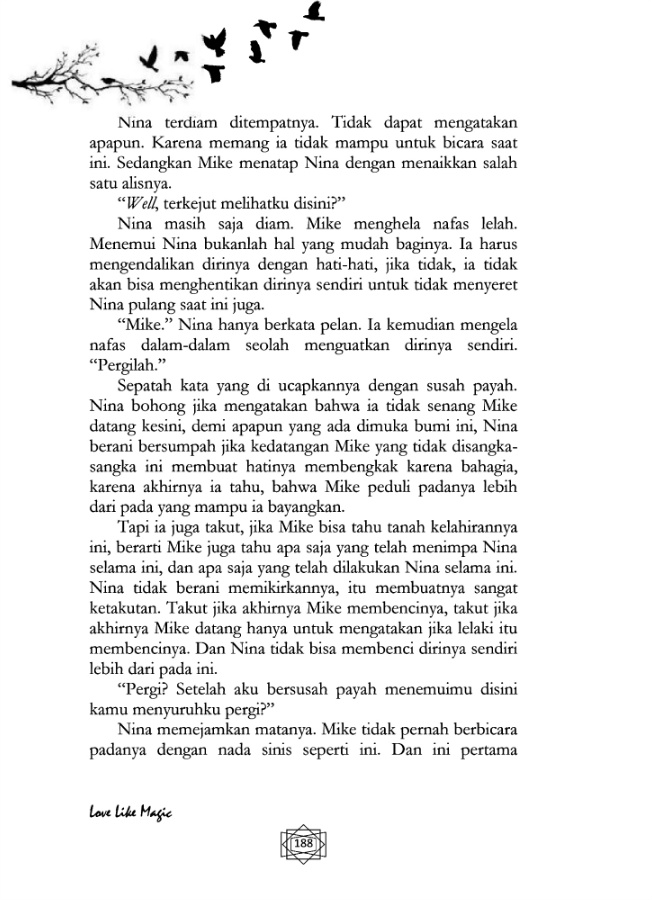 Nina terdiam ditempatnya. Tidak dapat mengatakan
apapun. Karena memang ia tidak mampu untuk bicara saat
ini. Sedangkan Mike menatap Nina dengan menaikkan salah
satu alisnya.
“Well, terkejut melihatku disini?”
Nina masih saja diam. Mike menghela nafas lelah.
Menemui Nina bukanlah hal yang mudah baginya. Ia harus
mengendalikan dirinya dengan hati-hati, jika tidak, ia tidak
akan bisa menghentikan dirinya sendiri untuk tidak menyeret
Nina pulang saat ini juga.
“Mike.” Nina hanya berkata pelan. Ia kemudian mengela
nafas dalam-dalam seolah menguatkan dirinya sendiri.
“Pergilah.”
Sepatah kata yang di ucapkannya dengan susah payah.
Nina bohong jika mengatakan bahwa ia tidak senang Mike
datang kesini, demi apapun yang ada dimuka bumi ini, Nina
berani bersumpah jika kedatangan Mike yang tidak disangka-
sangka ini membuat hatinya membengkak karena bahagia,
karena akhirnya ia tahu, bahwa Mike peduli padanya lebih
dari pada yang mampu ia bayangkan.
Tapi ia juga takut, jika Mike bisa tahu tanah kelahirannya
ini, berarti Mike juga tahu apa saja yang telah menimpa Nina
selama ini, dan apa saja yang telah dilakukan Nina selama ini.
Nina tidak berani memikirkannya, itu membuatnya sangat
ketakutan. Takut jika akhirnya Mike membencinya, takut jika
akhirnya Mike datang hanya untuk mengatakan jika lelaki itu
membencinya. Dan Nina tidak bisa membenci dirinya sendiri
lebih dari pada ini.
“Pergi? Setelah aku bersusah payah menemuimu disini
kamu menyuruhku pergi?”
Nina memejamkan matanya. Mike tidak pernah berbicara
padanya dengan nada sinis seperti ini. Dan ini pertama
Love Like Magic
188